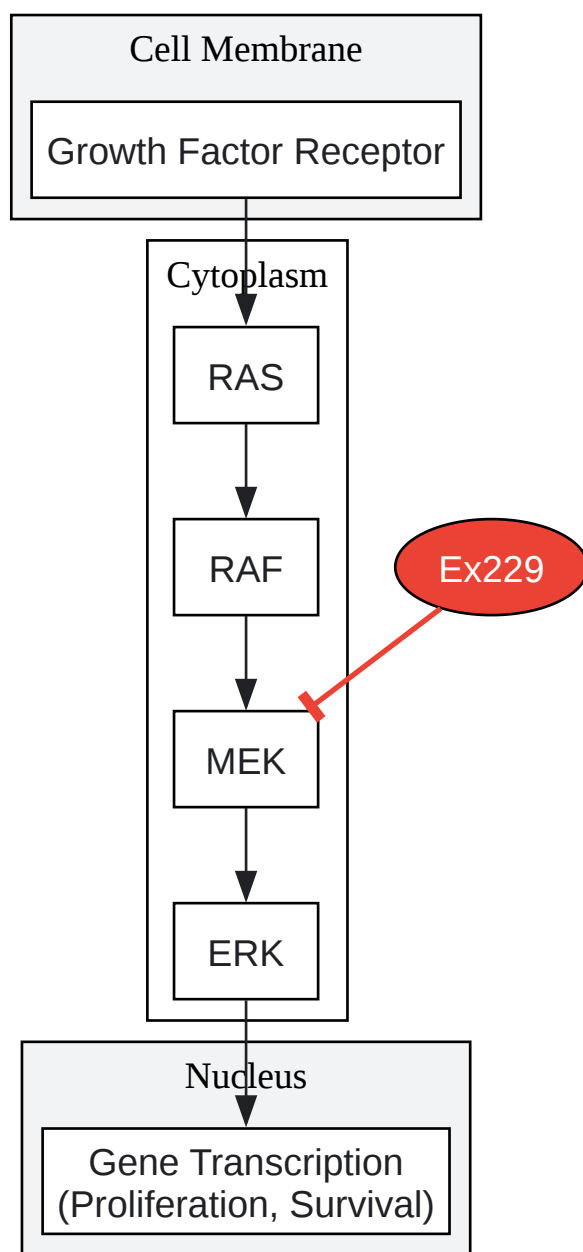 Cell Membrane
Growth Factor Receptor
Cytoplasm
RAS
RAF
Ex229
MEK
ERK
Nucleus
Gene Transcription
(Proliferation, Survival)